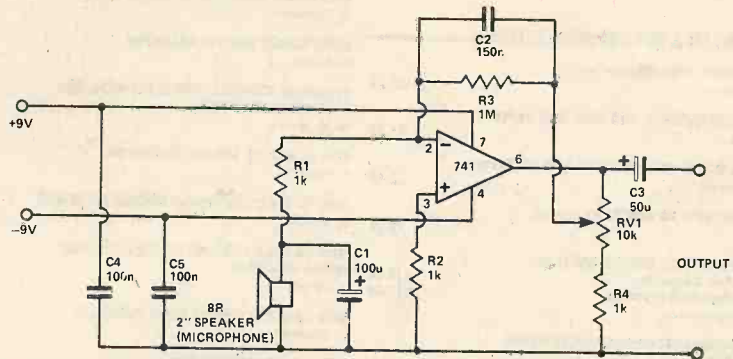 C2
150n
R3
1M
+9V
7
2
R1
1k
741
6
3
4
C3
50u
RV1
10k
-9V
C4
100n
C5
100n
C1
100u
R2
1k
OUTPUT
8R
2" SPEAKER
(MICROPHONE)
R4
1k